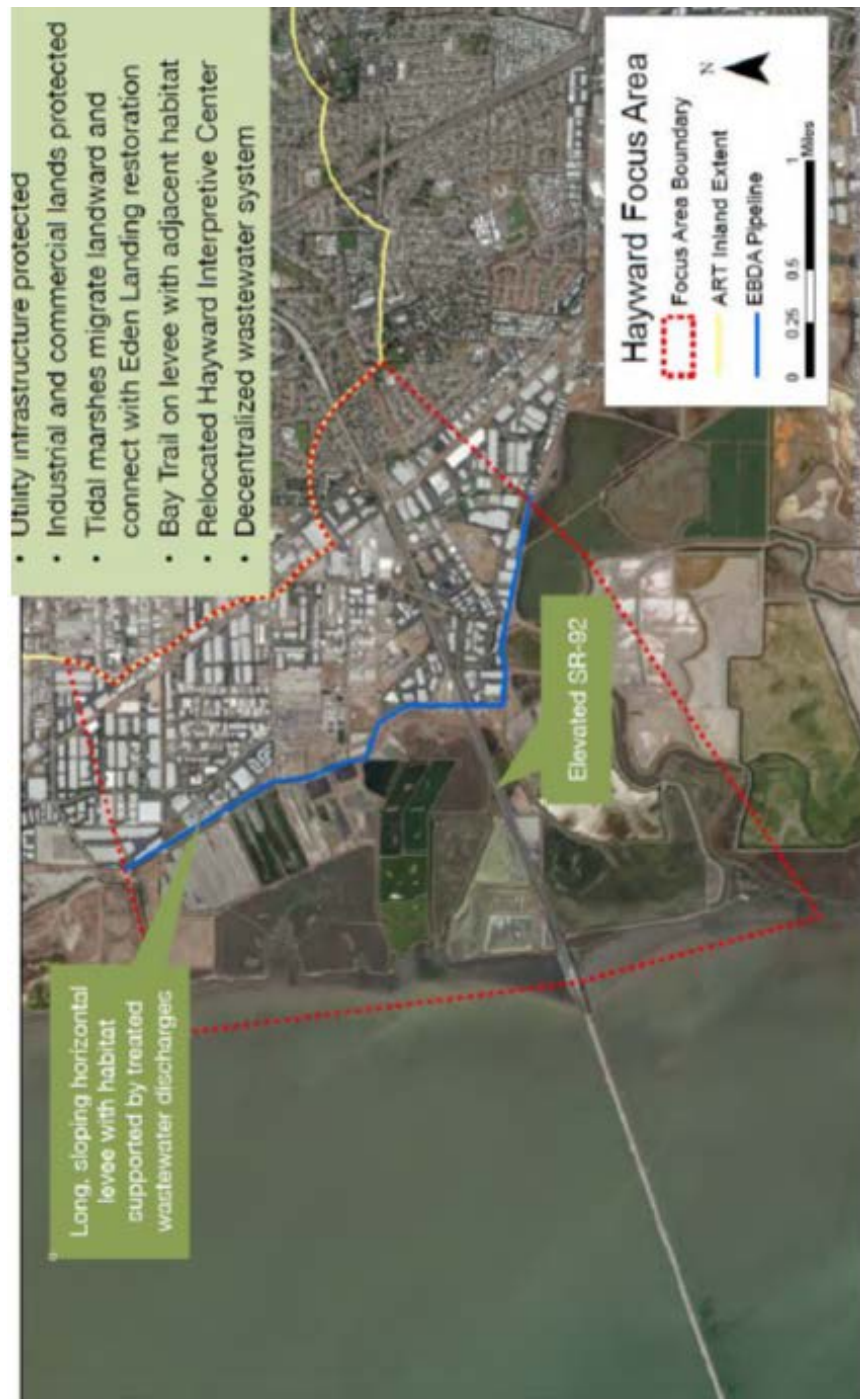 • Utility infrastructure protected
• Industrial and commercial lands protected
• Tidal marshes migrate landward and
connect with Eden Landing restoration
• Bay Trail on levee with adjacent habitat
• Relocated Hayward Interpretive Center
• Decentralized wastewater system
Long, sloping horizontal
levee with habitat
supported by treated
wastewater discharges
Elevated SR-92
Hayward Focus Area
Focus Area Boundary
ART Inland Extent
EBDA Pipeline
N
0 0.25 0.5 1
Miles